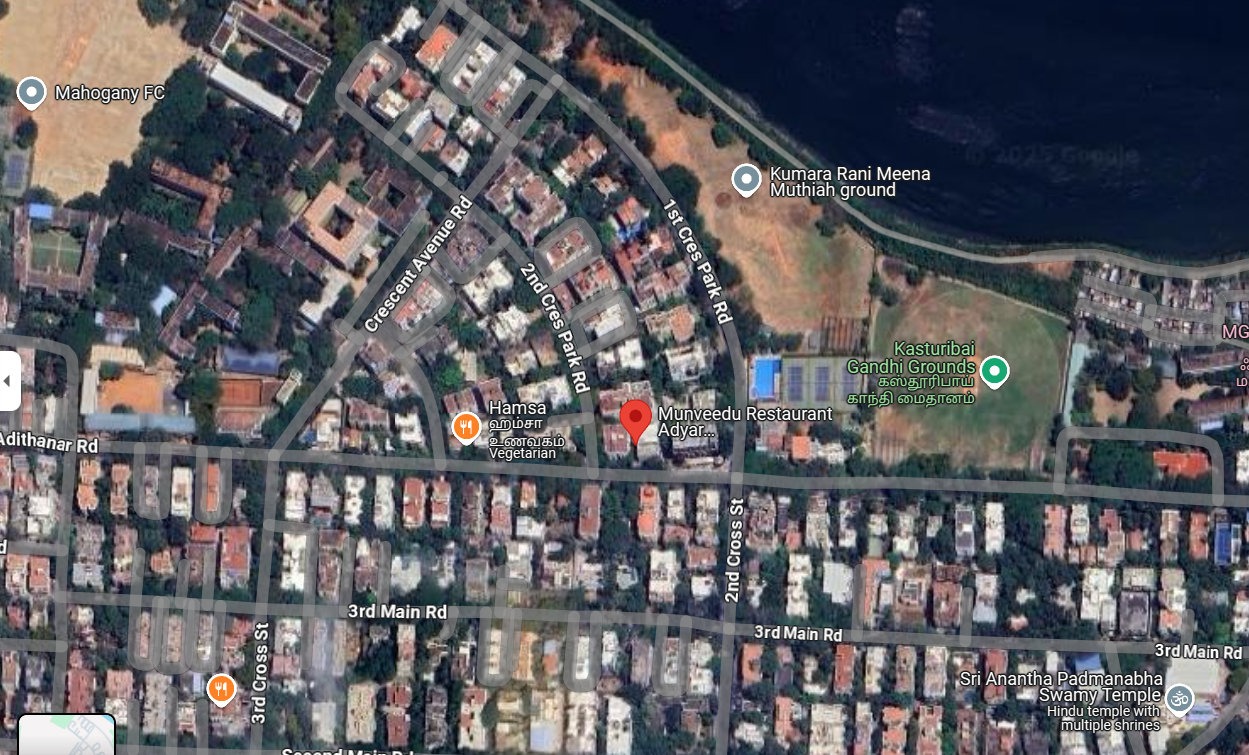 Mahogany FC
Kumara Rani Meena
Muthiah ground
1st Cres Park Rd
Crescent Avenue Rd
2nd Cres Park Rd
Kasturibai
Gandhi Grounds
கஸ்தூரிபாய்
காந்தி மைதானம்
MG
Hamsa
ஹம்சா
உணவகம்
Vegetarian
Munveedu Restaurant
Adyar...
Adithanar Rd
2nd Cross St
3rd Main Rd
3rd Main Rd
3rd Main Rd
3rd Cross St
Sri Anantha Padmanabha
Swamy Temple
Hindu temple with
multiple shrines